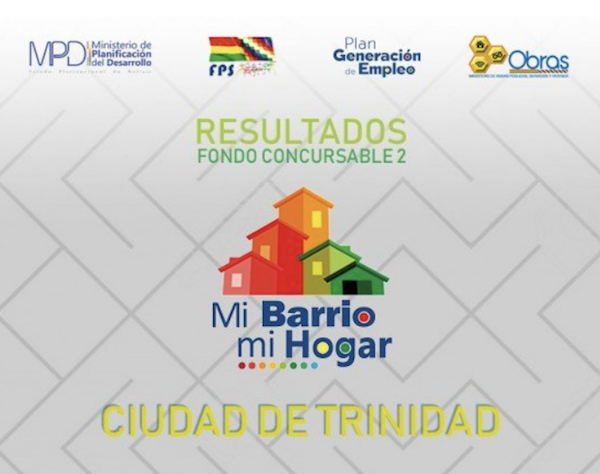 MPD
Ministerio de
Planificación
del Desarrollo
FPS
Plan
Generación
de Empleo
Obras
RESULTADOS
FONDO CONCURSABLE 2
Mi Barrio
mi Hogar
CIUDAD DE TRINIDAD